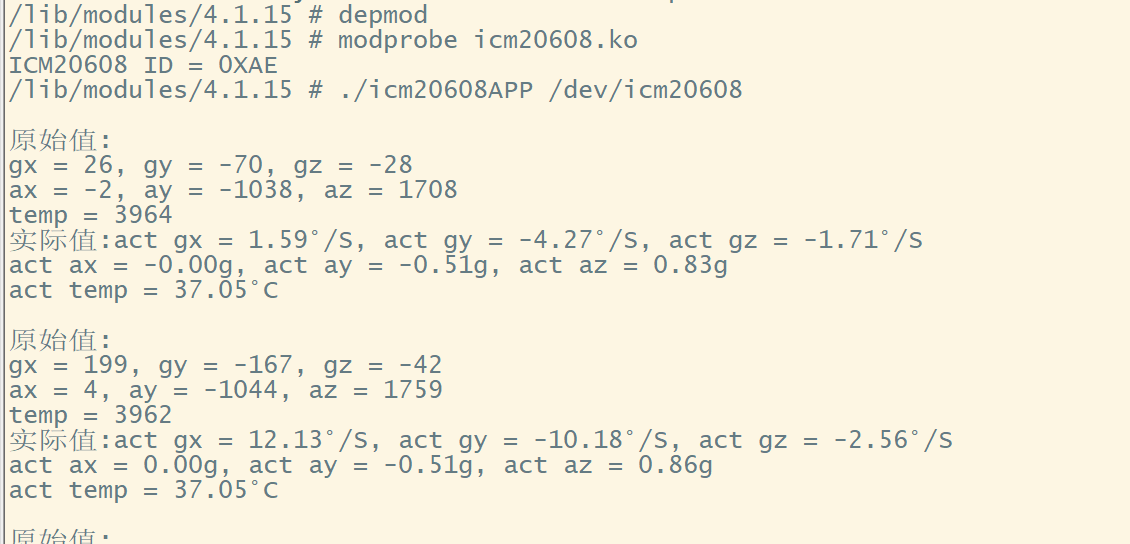 /lib/modules/4.1.15 # depmod
/lib/modules/4.1.15 # modprobe icm20608.ko
ICM20608 ID = 0XAE
/lib/modules/4.1.15 # ./icm20608APP /dev/icm20608
原始值:
gx = 26, gy = -70, gz = -28
ax = -2, ay = -1038, az = 1708
temp = 3964
实际值:act gx = 1.59°/S, act gy = -4.27°/S, act gz = -1.71°/S
act ax = -0.00g, act ay = -0.51g, act az = 0.83g
act temp = 37.05°C
原始值:
gx = 199, gy = -167, gz = -42
ax = 4, ay = -1044, az = 1759
temp = 3962
实际值:act gx = 12.13°/S, act gy = -10.18°/S, act gz = -2.56°/S
act ax = 0.00g, act ay = -0.51g, act az = 0.86g
act temp = 37.05°C
原始值: